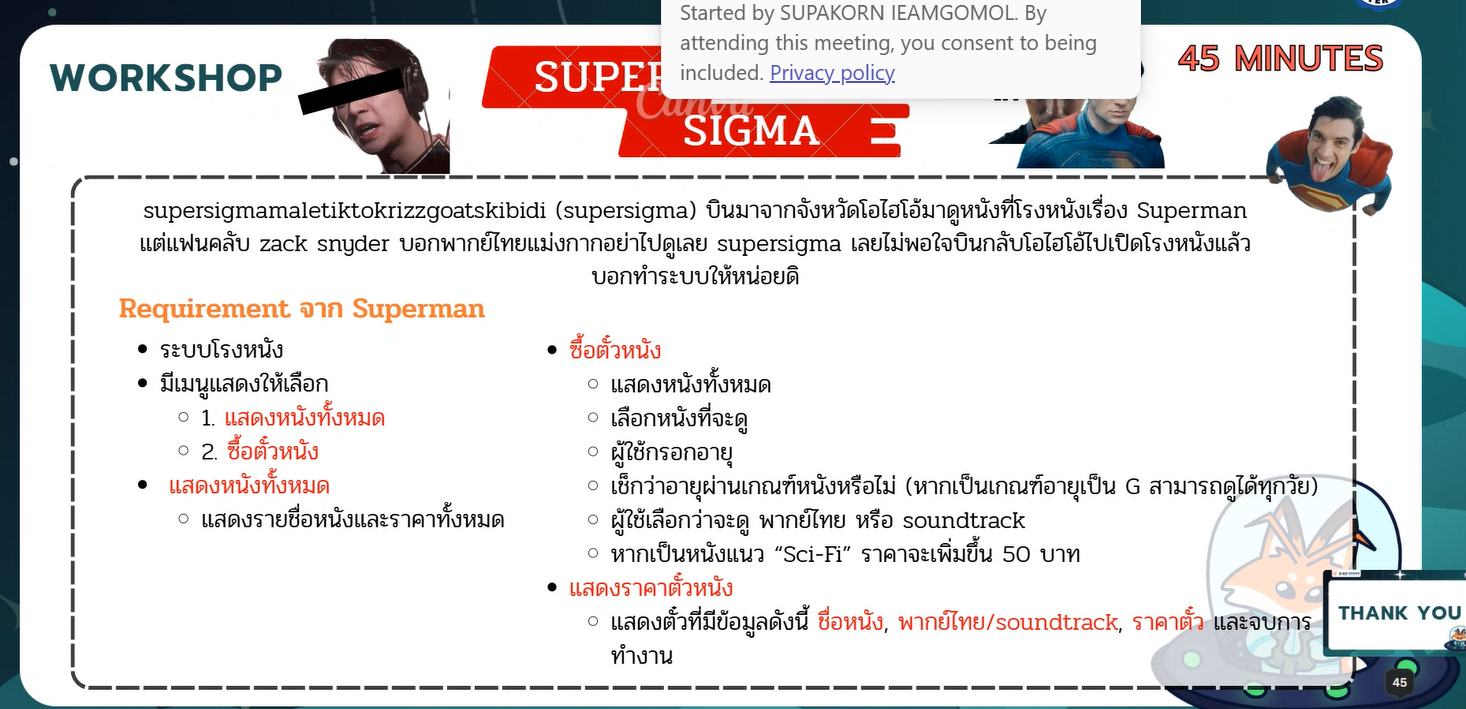 Started by SUPAKORN IEAMGOMOL. By
attending this meeting, you consent to being
included. Privacy policy
WORKSHOP
SUPER
SIGMA
Canva
45 MINUTES
supersigmamaletiktokrizzgoatskibidi (supersigma) บินมาจากจังหวัดโอไฮโอ้มาดูหนังที่โรงหนังเรื่อง Superman
แต่แฟนคลับ zack snyder บอกพากย์ไทยแม่งกากอย่าไปดูเลย supersigma เลยไม่พอใจบินกลับโอไฮโอ้ไปเปิดโรงหนังแล้ว
บอกทำระบบให้หน่อยดิ
Requirement จาก Superman
ระบบโรงหนัง
มีเมนูแสดงให้เลือก
1. แสดงหนังทั้งหมด
2. ซื้อตั๋วหนัง
แสดงหนังทั้งหมด
แสดงรายชื่อหนังและราคาทั้งหมด
ซื้อตั๋วหนัง
แสดงหนังทั้งหมด
เลือกหนังที่จะดู
ผู้ใช้กรอกอายุ
เช็กว่าอายุผ่านเกณฑ์หนังหรือไม่ (หากเป็นเกณฑ์อายุเป็น G สามารถดูได้ทุกวัย)
ผู้ใช้เลือกว่าจะดู พากย์ไทย หรือ soundtrack
หากเป็นหนังแนว “Sci-Fi” ราคาจะเพิ่มขึ้น 50 บาท
แสดงราคาตั๋วหนัง
แสดงตั๋วที่มีข้อมูลดังนี้ ชื่อหนัง, พากย์ไทย/soundtrack, ราคาตั๋ว และจบการ
ทำงาน
THANK YOU
45